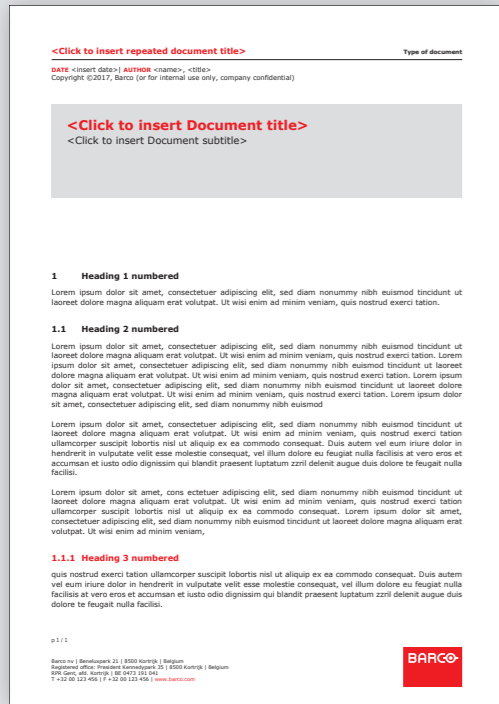 <Click to insert repeated document title>
Type of document
DATE <insert date>| AUTHOR <name>, <title>
Copyright ©2017, Barco (or for internal use only, company confidential)
<Click to insert Document title>
<Click to insert Document subtitle>
1 Heading 1 numbered
Lorem ipsum dolor sit amet, consectetuer adipiscing elit, sed diam nonummy nibh euismod tincidunt ut
laoreet dolore magna aliquam erat volutpat. Ut wisi enim ad minim veniam, quis nostrud exerci tation.
1.1 Heading 2 numbered
Lorem ipsum dolor sit amet, consectetuer adipiscing elit, sed diam nonummy nibh euismod tincidunt ut
laoreet dolore magna aliquam erat volutpat. Ut wisi enim ad minim veniam, quis nostrud exerci tation. Lorem
ipsum dolor sit amet, consectetuer adipiscing elit, sed diam nonummy nibh euismod tincidunt ut laoreet
dolore magna aliquam erat volutpat. Ut wisi enim ad minim veniam, quis nostrud exerci tation. Lorem ipsum
dolor sit amet, consectetuer adipiscing elit, sed diam nonummy nibh euismod tincidunt ut laoreet dolore
magna aliquam erat volutpat. Ut wisi enim ad minim veniam, quis nostrud exerci tation. Lorem ipsum dolor
sit amet, consectetuer adipiscing elit, sed diam nonummy nibh euismod
Lorem ipsum dolor sit amet, consectetuer adipiscing elit, sed diam nonummy nibh euismod tincidunt ut
laoreet dolore magna aliquam erat volutpat. Ut wisi enim ad minim veniam, quis nostrud exerci tation
ullamcorper suscipit lobortis nisl ut aliquip ex ea commodo consequat. Duis autem vel eum iriure dolor in
hendrerit in vulputate velit esse molestie consequat, vel illum dolore eu feugiat nulla facilisis at vero eros et
accumsan et iusto odio dignissim qui blandit praesent luptatum zzril delenit augue duis dolore te feugait nulla
facilisi.
Lorem ipsum dolor sit amet, cons ectetuer adipiscing elit, sed diam nonummy nibh euismod tincidunt ut
laoreet dolore magna aliquam erat volutpat. Ut wisi enim ad minim veniam, quis nostrud exerci tation
ullamcorper suscipit lobortis nisl ut aliquip ex ea commodo consequat. Lorem ipsum dolor sit amet,
consectetuer adipiscing elit, sed diam nonummy nibh euismod tincidunt ut laoreet dolore magna aliquam erat
volutpat. Ut wisi enim ad minim veniam,
1.1.1 Heading 3 numbered
quis nostrud exerci tation ullamcorper suscipit lobortis nisl ut aliquip ex ea commodo consequat. Duis autem
vel eum iriure dolor in hendrerit in vulputate velit esse molestie consequat, vel illum dolore eu feugiat nulla
facilisis at vero eros et accumsan et iusto odio dignissim qui blandit praesent luptatum zzril delenit augue duis
dolore te feugait nulla facilisi.
p 1 / 1
Barco nv | Beneluxpark 21 | 8500 Kortrijk | Belgium
Registered office: President Kennedypark 35 | 8500 Kortrijk | Belgium
RPR Gent, afd. Kortrijk | BE 0473 191 041
T +32 00 123 456 | F +32 00 123 456 | www.barco.com
BARCO